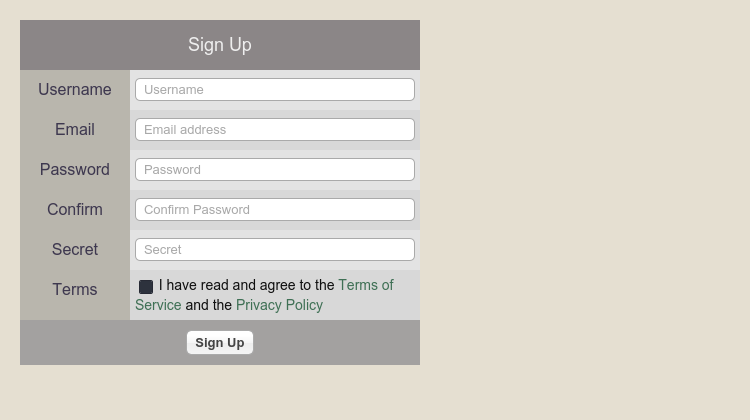 Sign Up
Username Username
Email Email address
Password Password
Confirm Confirm Password
Secret Secret
Terms I have read and agree to the Terms of
Service and the Privacy Policy
Sign Up